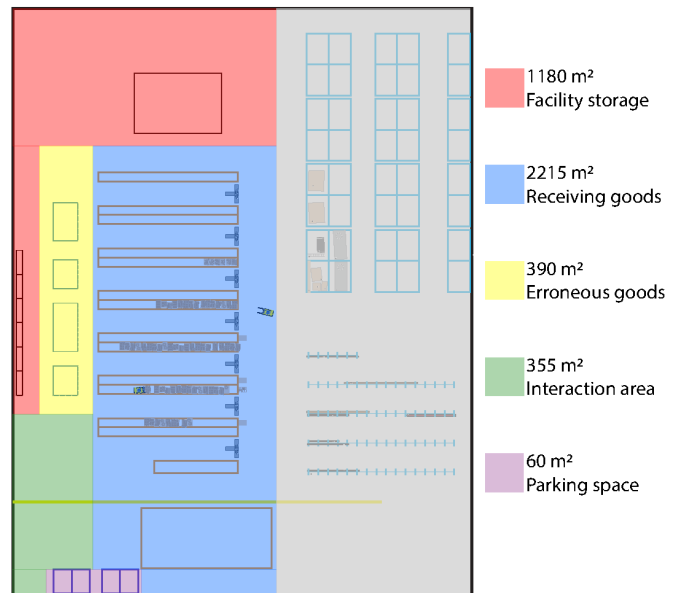 1180 m²
Facility storage
2215 m²
Receiving goods
390 m²
Erroneous goods
355 m²
Interaction area
60 m²
Parking space